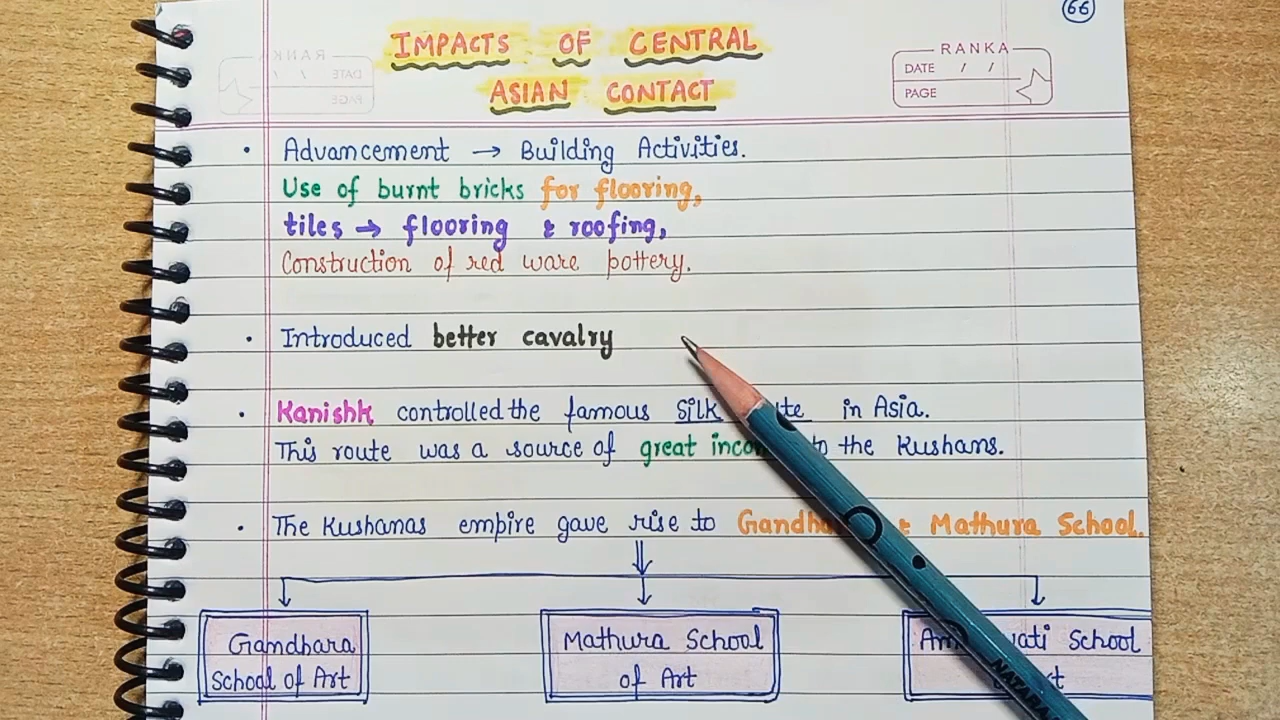 66
IMPACTS OF CENTRAL
ASIAN CONTACT
RANKA
DATE / /
PAGE
• Advancement → Building Activities.
Use of burnt bricks for flooring,
tiles → flooring & roofing,
Construction of red ware pottery.
• Introduced better cavalry
• Kanishk controlled the famous Silk in Asia.
This route was a source of great to the Kushans.
• The Kushanas empire gave rise to & Mathura School.
Gandhara
School of Art
Mathura School
of Art
School